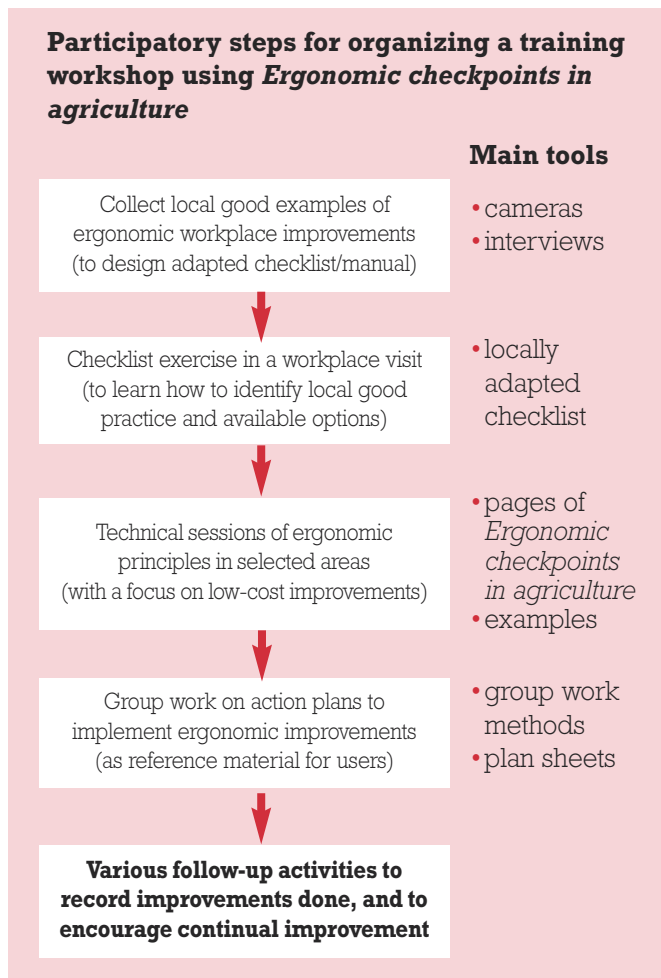 Participatory steps for organizing a training
workshop using Ergonomic checkpoints in
agriculture
Main tools
Collect local good examples of
ergonomic workplace improvements
(to design adapted checklist/manual)
•cameras
•interviews
Checklist exercise in a workplace visit
(to learn how to identify local good
practice and available options)
•locally
adapted
checklist
Technical sessions of ergonomic
principles in selected areas
(with a focus on low-cost improvements)
•pages of
Ergonomic
checkpoints
in agriculture
•examples
Group work on action plans to
implement ergonomic improvements
(as reference material for users)
•group work
methods
•plan sheets
Various follow-up activities to
record improvements done, and to
encourage continual improvement